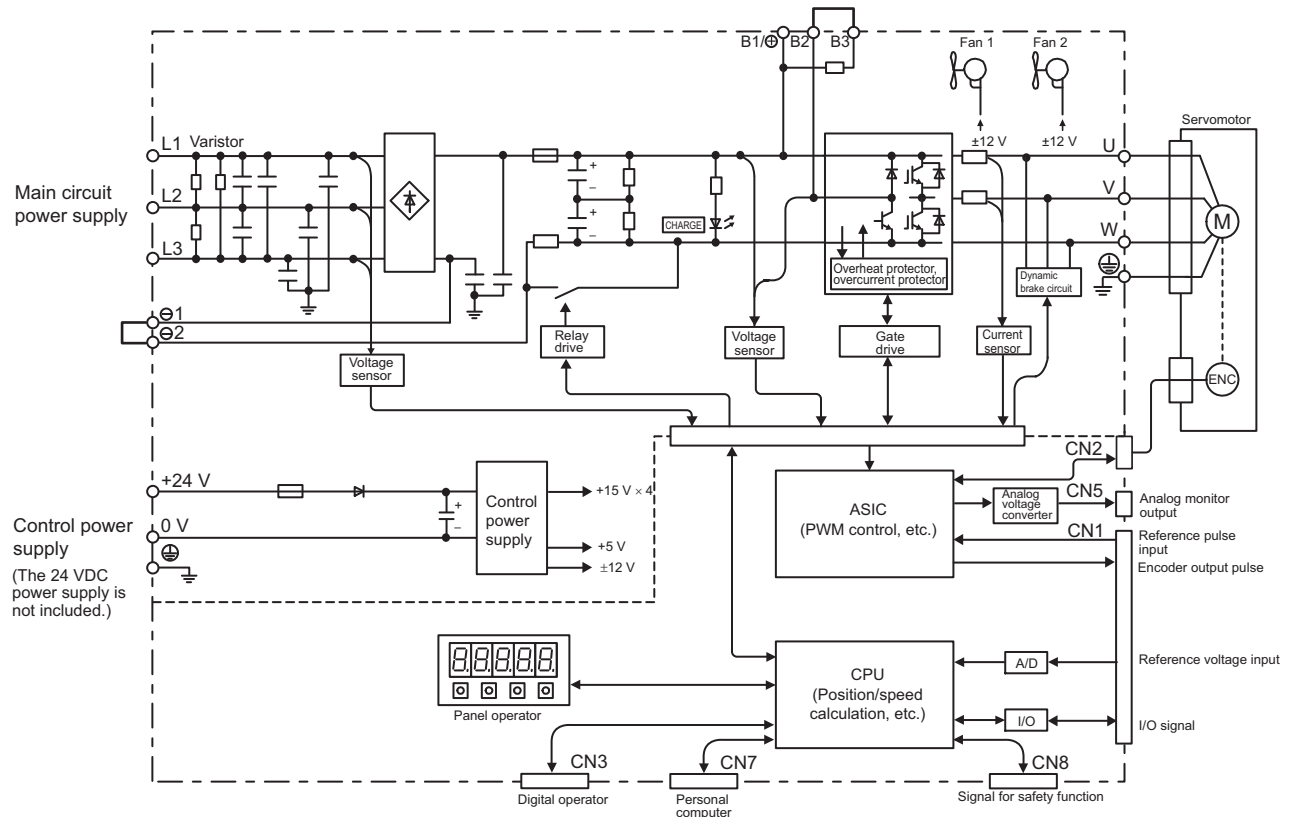 B1/⊕ B2 B3
Fan 1
Fan 2
±12 V
±12 V
Servomotor
Main circuit
power supply
L1
Varistor
L2
L3
⊖1
⊖2
+
–
+
–
CHARGE
Overheat protector,
overcurrent protector
U
V
W
M
ENC
Dynamic
brake circuit
Voltage
sensor
Relay
drive
Voltage
sensor
Gate
drive
Current
sensor
Control power
supply
(The 24 VDC
power supply is
not included.)
+24 V
0 V
+
–
Control
power
supply
+15 V × 4
+5 V
±12 V
ASIC
(PWM control, etc.)
Analog
voltage
converter
CN2
CN5
Analog monitor
output
CN1
Reference pulse
input
Encoder output pulse
8.8.8.8.8.
Panel operator
CPU
(Position/speed
calculation, etc.)
A/D
Reference voltage input
I/O
I/O signal
CN3
Digital operator
CN7
Personal
computer
CN8
Signal for safety function